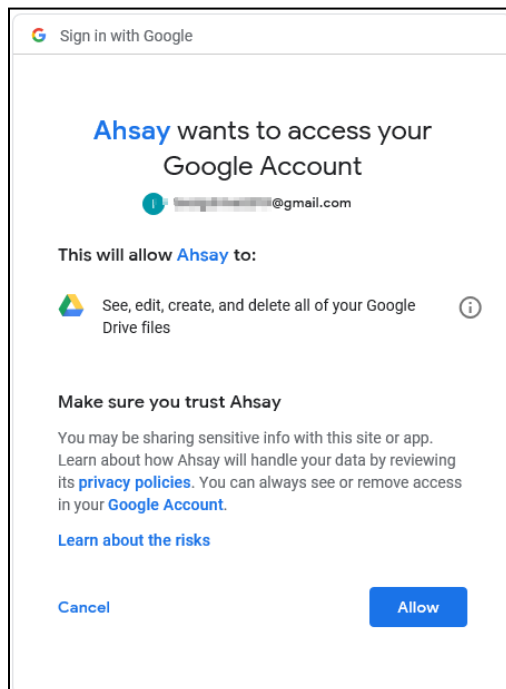 Sign in with Google
Ahsay wants to access your
Google Account
@gmail.com
This will allow Ahsay to:
See, edit, create, and delete all of your Google
Drive files
Make sure you trust Ahsay
You may be sharing sensitive info with this site or app.
Learn about how Ahsay will handle your data by reviewing
its privacy policies. You can always see or remove access
in your Google Account.
Learn about the risks
Cancel
Allow